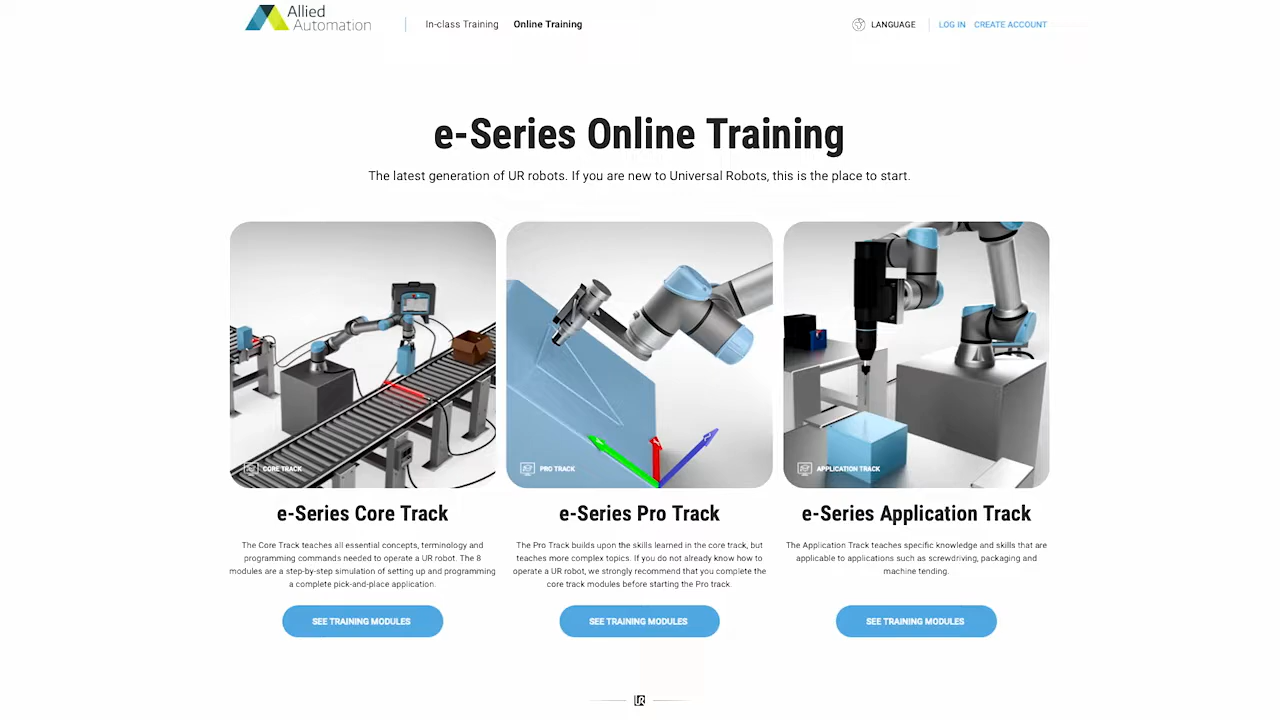 Allied
Automation
In-class Training
Online Training
LANGUAGE
LOG IN
CREATE ACCOUNT
e-Series Online Training
The latest generation of UR robots. If you are new to Universal Robots, this is the place to start.
CORE TRACK
PRO TRACK
APPLICATION TRACK
e-Series Core Track
The Core Track teaches all essential concepts, terminology and
programming commands needed to operate a UR robot. The 8
modules are a step-by-step simulation of setting up and programming
a complete pick-and-place application.
SEE TRAINING MODULES
e-Series Pro Track
The Pro Track builds upon the skills learned in the core track, but
teaches more complex topics. If you do not already know how to
operate a UR robot, we strongly recommend that you complete the
core track modules before starting the Pro track.
SEE TRAINING MODULES
e-Series Application Track
The Application Track teaches specific knowledge and skills that are
applicable to applications such as screwdriving, packaging and
machine tending.
SEE TRAINING MODULES
UR